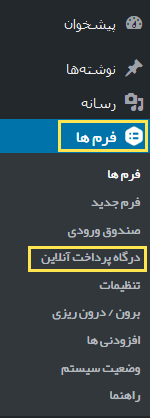 پیشخوان
نوشته‌ها
رسانه
فرم ها
فرم ها
فرم جدید
صندوق ورودی
درگاه پرداخت آنلاین
تنظیمات
برون / درون ریزی
افزودنی ها
وضعیت سیستم
راهنما